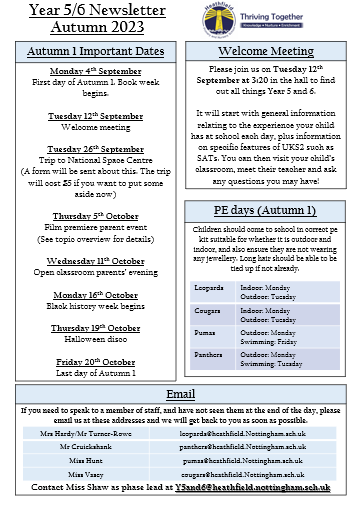 Year 5/6 Newsletter
Autumn 2023
Heathfield
Thriving Together
Autumn 1 Important Dates
Monday 4th September
First day of Autumn 1. Book week
begins.
Tuesday 12th September
Welcome meeting
Tuesday 26th September
Trip to National Space Centre
(A form will be sent about this. The trip
will cost £5 if you want to put some
aside now)
Thursday 5th October
Film premiere parent event
(See topic overview for details)
Wednesday 11th October
Open classroom parents' evening
Monday 16th October
Black history week begins
Thursday 19th October
Halloween disco
Friday 20th October
Last day of Autumn 1
Welcome Meeting
Please join us on Tuesday 12th
September at 3:20 in the hall to find
out all things Year 5 and 6.
It will start with general information
relating to the experience your child
has at school each day, plus information
on specific features of UKS2 such as
SATs. You can then visit your child's
classroom, meet their teacher and ask
any questions you may have!
PE days (Autumn 1)
Children should come to school in correct pe
kit suitable for whether it is outdoor and
indoor, and also ensure they are not wearing
any jewellery. Long hair should be able to be
tied up if not already.
Leopards Indoor: Monday
Outdoor: Tuesday
Cougars Indoor: Monday
Outdoor: Tuesday
Pumas Outdoor: Monday
Swimming: Friday
Panthers Outdoor: Monday
Swimming: Tuesday
Email
If you need to speak to a member of staff, and have not seen them at the end of the day, please
email us at these addresses and we will get back to you as soon as possible.
Mrs Hardy/Mr Turner-Rowe leopards@heathfield.Nottingham.sch.uk
Mr Cruickshank panthers@heathfield.Nottingham.sch.uk
Miss Hunt pumas@heathfield.Nottingham.sch.uk
Miss Vasey cougars@heathfield.Nottingham.sch.uk
Contact Miss Shaw as phase lead at Y5and6@heathfield.nottingham.sch.uk